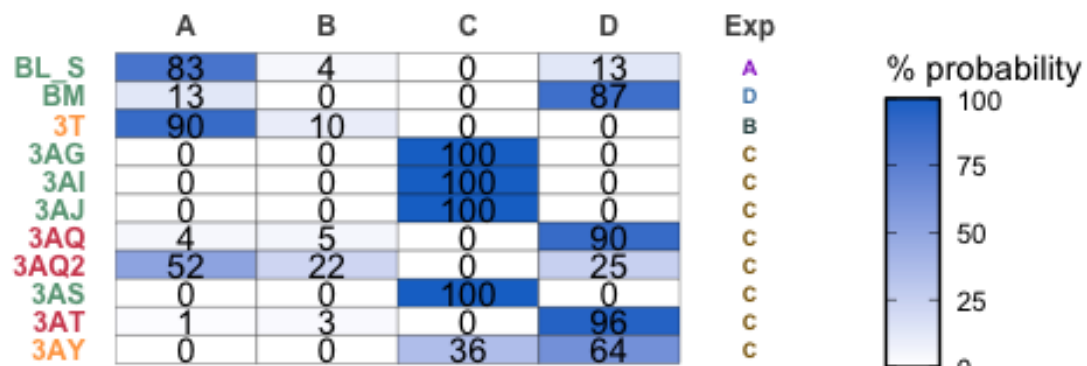 A B C D Exp
BL_S 83 4 0 13 A
% probability
BM 13 0 0 87 D
100
3T 90 10 0 0 B
3AG 0 0 100 0 C
75
3AI 0 0 100 0 C
3AJ 0 0 100 0 C
50
3AQ 4 5 0 90 C
3AQ2 52 22 0 25 C
25
3AS 0 0 100 0 C
3AT 1 3 0 96 C
3AY 0 0 36 64 C
0